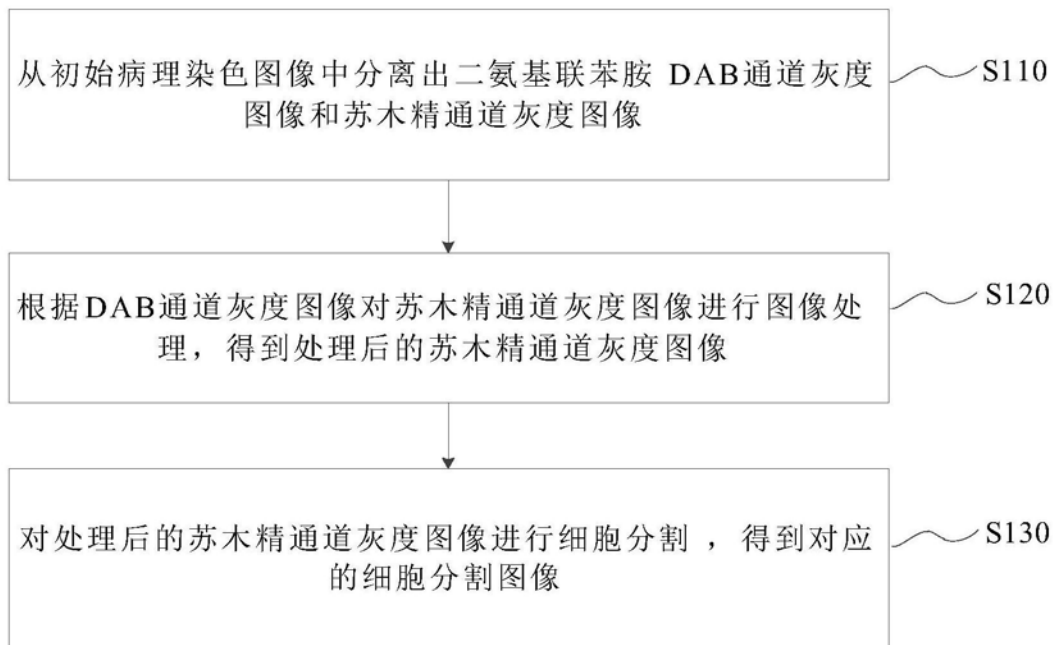 从初始病理染色图像中分离出二氨基联苯胺 DAB通道灰度
图像和苏木精通道灰度图像
S110
根据DAB通道灰度图像对苏木精通道灰度图像进行图像处
理，得到处理后的苏木精通道灰度图像
S120
对处理后的苏木精通道灰度图像进行细胞分割 ，得到对应
的细胞分割图像
S130